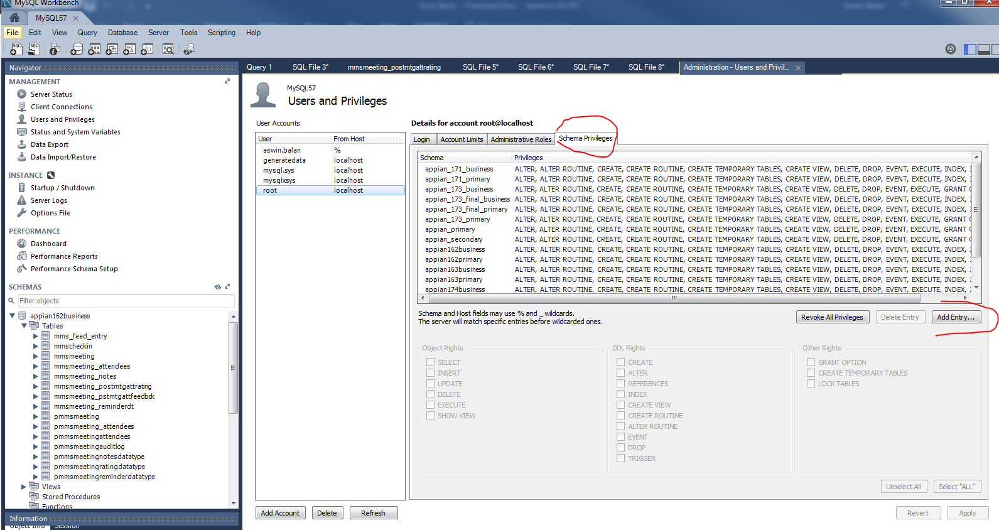 MySQL Workbench
MySQL57
File Edit View Query Database Server Tools Scripting Help
Navigator
MANAGEMENT
Server Status
Client Connections
Users and Privileges
Status and System Variables
Data Export
Data Import/Restore
INSTANCE
Startup / Shutdown
Server Logs
Options File
PERFORMANCE
Dashboard
Performance Reports
Performance Schema Setup
SCHEMAS
Filter objects
appian162business
Tables
mms_feed_entry
mmscheckin
mmsmeeting
mmsmeeting_attendees
mmsmeeting_notes
mmsmeeting_postmtgattrating
mmsmeeting_pstmtgattfeedbck
mmsmeeting_reminderdt
pmmsmeeting
pmmsmeeting_attendees
pmmsmeetingattendees
pmmsmeetingauditlog
pmmsmeetingnotesdatatype
pmmsmeetingratingdatatype
pmmsmeetingreminderdatatype
Views
Stored Procedures
Functions
Information
Object Info Session
Query 1 SQL File 3* mmsmeeting_postmtgattrating SQL File 5* SQL File 6* SQL File 7* SQL File 8* Administration - Users and Privil...
MySQL57
Users and Privileges
User Accounts
User From Host
aswin.balan %
generatedata localhost
mysql.sys localhost
mysqlxsys localhost
root localhost
Add Account Delete Refresh
Details for account root@localhost
Login Account Limits Administrative Roles Schema Privileges
Schema Privileges
appian_171_business ALTER, ALTER ROUTINE, CREATE, CREATE ROUTINE, CREATE TEMPORARY TABLES, CREATE VIEW, DELETE, DROP, EVENT, EXECUTE, INDEX,
appian_171_primary ALTER, ALTER ROUTINE, CREATE, CREATE ROUTINE, CREATE TEMPORARY TABLES, CREATE VIEW, DELETE, DROP, EVENT, EXECUTE, INDEX,
appian_173_business ALTER, ALTER ROUTINE, CREATE, CREATE ROUTINE, CREATE TEMPORARY TABLES, CREATE VIEW, DELETE, DROP, EVENT, EXECUTE, GRANT
appian_173_final_business ALTER, ALTER ROUTINE, CREATE, CREATE ROUTINE, CREATE TEMPORARY TABLES, CREATE VIEW, DELETE, DROP, EVENT, EXECUTE, INDEX,
appian_173_final_primary ALTER, ALTER ROUTINE, CREATE, CREATE ROUTINE, CREATE TEMPORARY TABLES, CREATE VIEW, DELETE, DROP, EVENT, EXECUTE, INDEX,
appian_173_primary ALTER, ALTER ROUTINE, CREATE, CREATE ROUTINE, CREATE TEMPORARY TABLES, CREATE VIEW, DELETE, DROP, EVENT, EXECUTE, GRANT
appian_primary ALTER, ALTER ROUTINE, CREATE, CREATE ROUTINE, CREATE TEMPORARY TABLES, CREATE VIEW, DELETE, DROP, EVENT, EXECUTE, GRANT
appian_secondary ALTER, ALTER ROUTINE, CREATE, CREATE ROUTINE, CREATE TEMPORARY TABLES, CREATE VIEW, DELETE, DROP, EVENT, EXECUTE, GRANT
appian162business ALTER, ALTER ROUTINE, CREATE, CREATE ROUTINE, CREATE TEMPORARY TABLES, CREATE VIEW, DELETE, DROP, EVENT, EXECUTE, INDEX,
appian162primary ALTER, ALTER ROUTINE, CREATE, CREATE ROUTINE, CREATE TEMPORARY TABLES, CREATE VIEW, DELETE, DROP, EVENT, EXECUTE, INDEX,
appian163business ALTER, ALTER ROUTINE, CREATE, CREATE ROUTINE, CREATE TEMPORARY TABLES, CREATE VIEW, DELETE, DROP, EVENT, EXECUTE, INDEX,
appian163primary ALTER, ALTER ROUTINE, CREATE, CREATE ROUTINE, CREATE TEMPORARY TABLES, CREATE VIEW, DELETE, DROP, EVENT, EXECUTE, INDEX,
appian174business ALTER, ALTER ROUTINE, CREATE, CREATE ROUTINE, CREATE TEMPORARY TABLES, CREATE VIEW, DELETE, DROP, EVENT, EXECUTE, INDEX,
Schema and Host fields may use % and _ wildcards.
The server will match specific entries before wildcarded ones.
Revoke All Privileges Delete Entry Add Entry...
Object Rights
SELECT
INSERT
UPDATE
DELETE
EXECUTE
SHOW VIEW
DDL Rights
CREATE
ALTER
REFERENCES
INDEX
CREATE VIEW
CREATE ROUTINE
ALTER ROUTINE
EVENT
DROP
TRIGGER
Other Rights
GRANT OPTION
CREATE TEMPORARY TABLES
LOCK TABLES
Unselect All Select "ALL"
Revert Apply